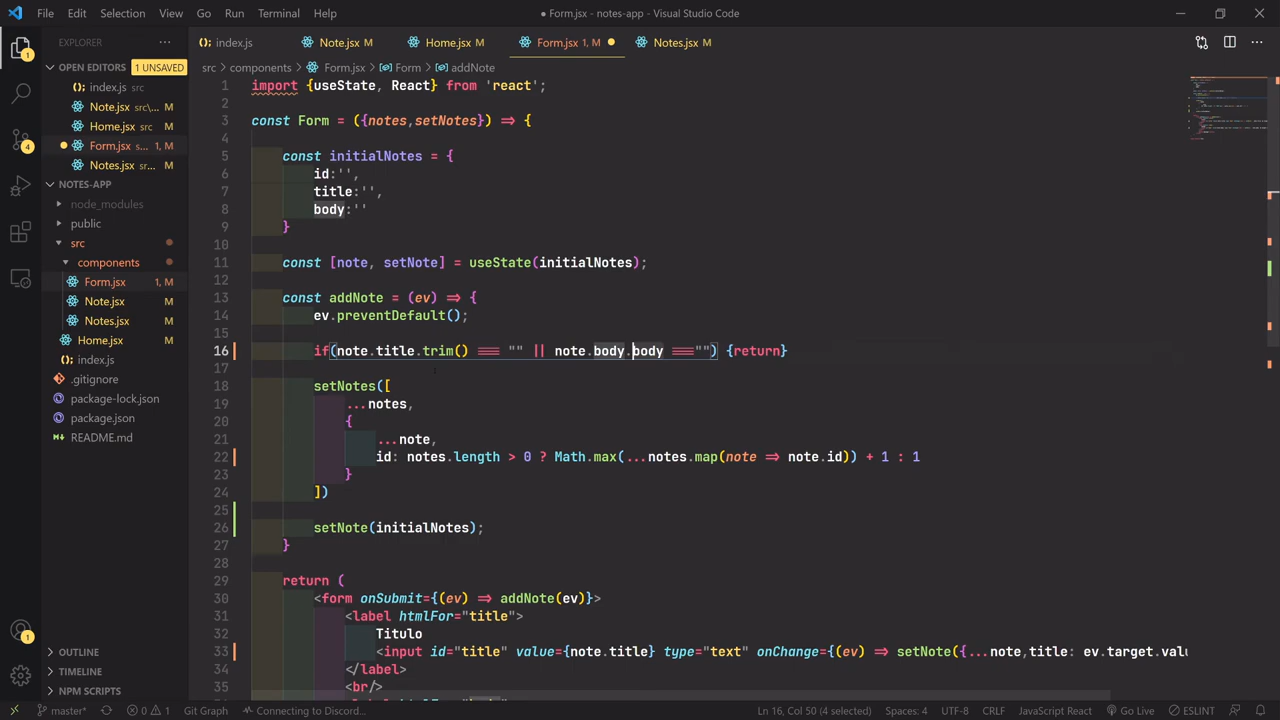 File Edit Selection View Go Run Terminal Help
● Form.jsx - notes-app - Visual Studio Code
EXPLORER
index.js
Note.jsx M
Home.jsx M
Form.jsx 1, M
Notes.jsx M
OPEN EDITORS 1 UNSAVED
index.js
Note.jsx src\... M
Home.jsx src M
Form.jsx s... 1, M
Notes.jsx sr... M
NOTES-APP
node_modules
public
src
components
Form.jsx 1, M
Note.jsx M
Notes.jsx M
Home.jsx M
index.js
.gitignore
package-lock.json
package.json
README.md
OUTLINE
TIMELINE
NPM SCRIPTS
src > components > Form.jsx > Form > addNote
1 import {useState, React} from 'react';
2
3 const Form = ({notes,setNotes}) => {
4
5 const initialNotes = {
6 id:'',
7 title:'',
8 body:''
9 }
10
11 const [note, setNote] = useState(initialNotes);
12
13 const addNote = (ev) => {
14 ev.preventDefault();
15
16 if(note.title.trim() === "" || note.body.body ==="") {return}
17
18 setNotes([
19 ...notes,
20 {
21 ...note,
22 id: notes.length > 0 ? Math.max(...notes.map(note => note.id)) + 1 : 1
23 }
24 ])
25
26 setNote(initialNotes);
27 }
28
29 return (
30 <form onSubmit={(ev) => addNote(ev)}>
31 <label htmlFor="title">
32 Titulo
33 <input id="title" value={note.title} type="text" onChange={(ev) => setNote({...note,title: ev.target.valu
34 </label>
35 <br/>
master* 0 1 Git Graph Connecting to Discord... Ln 16, Col 50 (4 selected) Spaces: 4 UTF-8 CRLF JavaScript React Go Live ESLINT